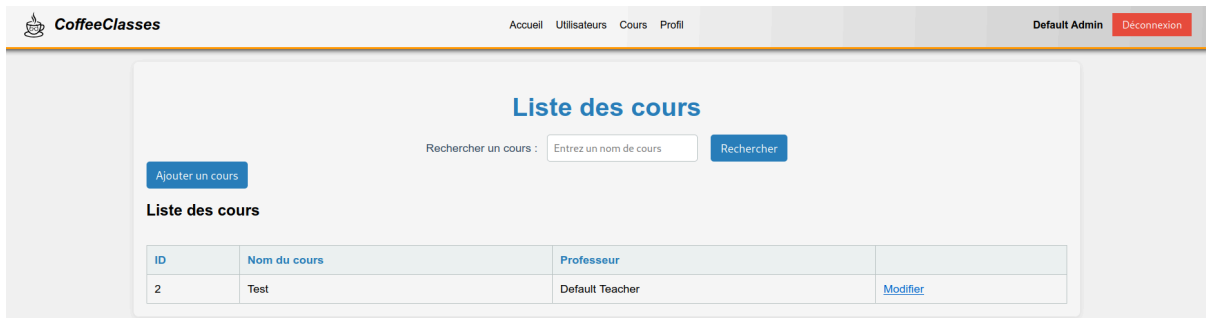 CoffeeClasses Accueil Utilisateurs Cours Profil Default Admin Déconnexion
Liste des cours
Rechercher un cours : Entrez un nom de cours Rechercher
Ajouter un cours
Liste des cours
ID Nom du cours Professeur
2 Test Default Teacher Modifier